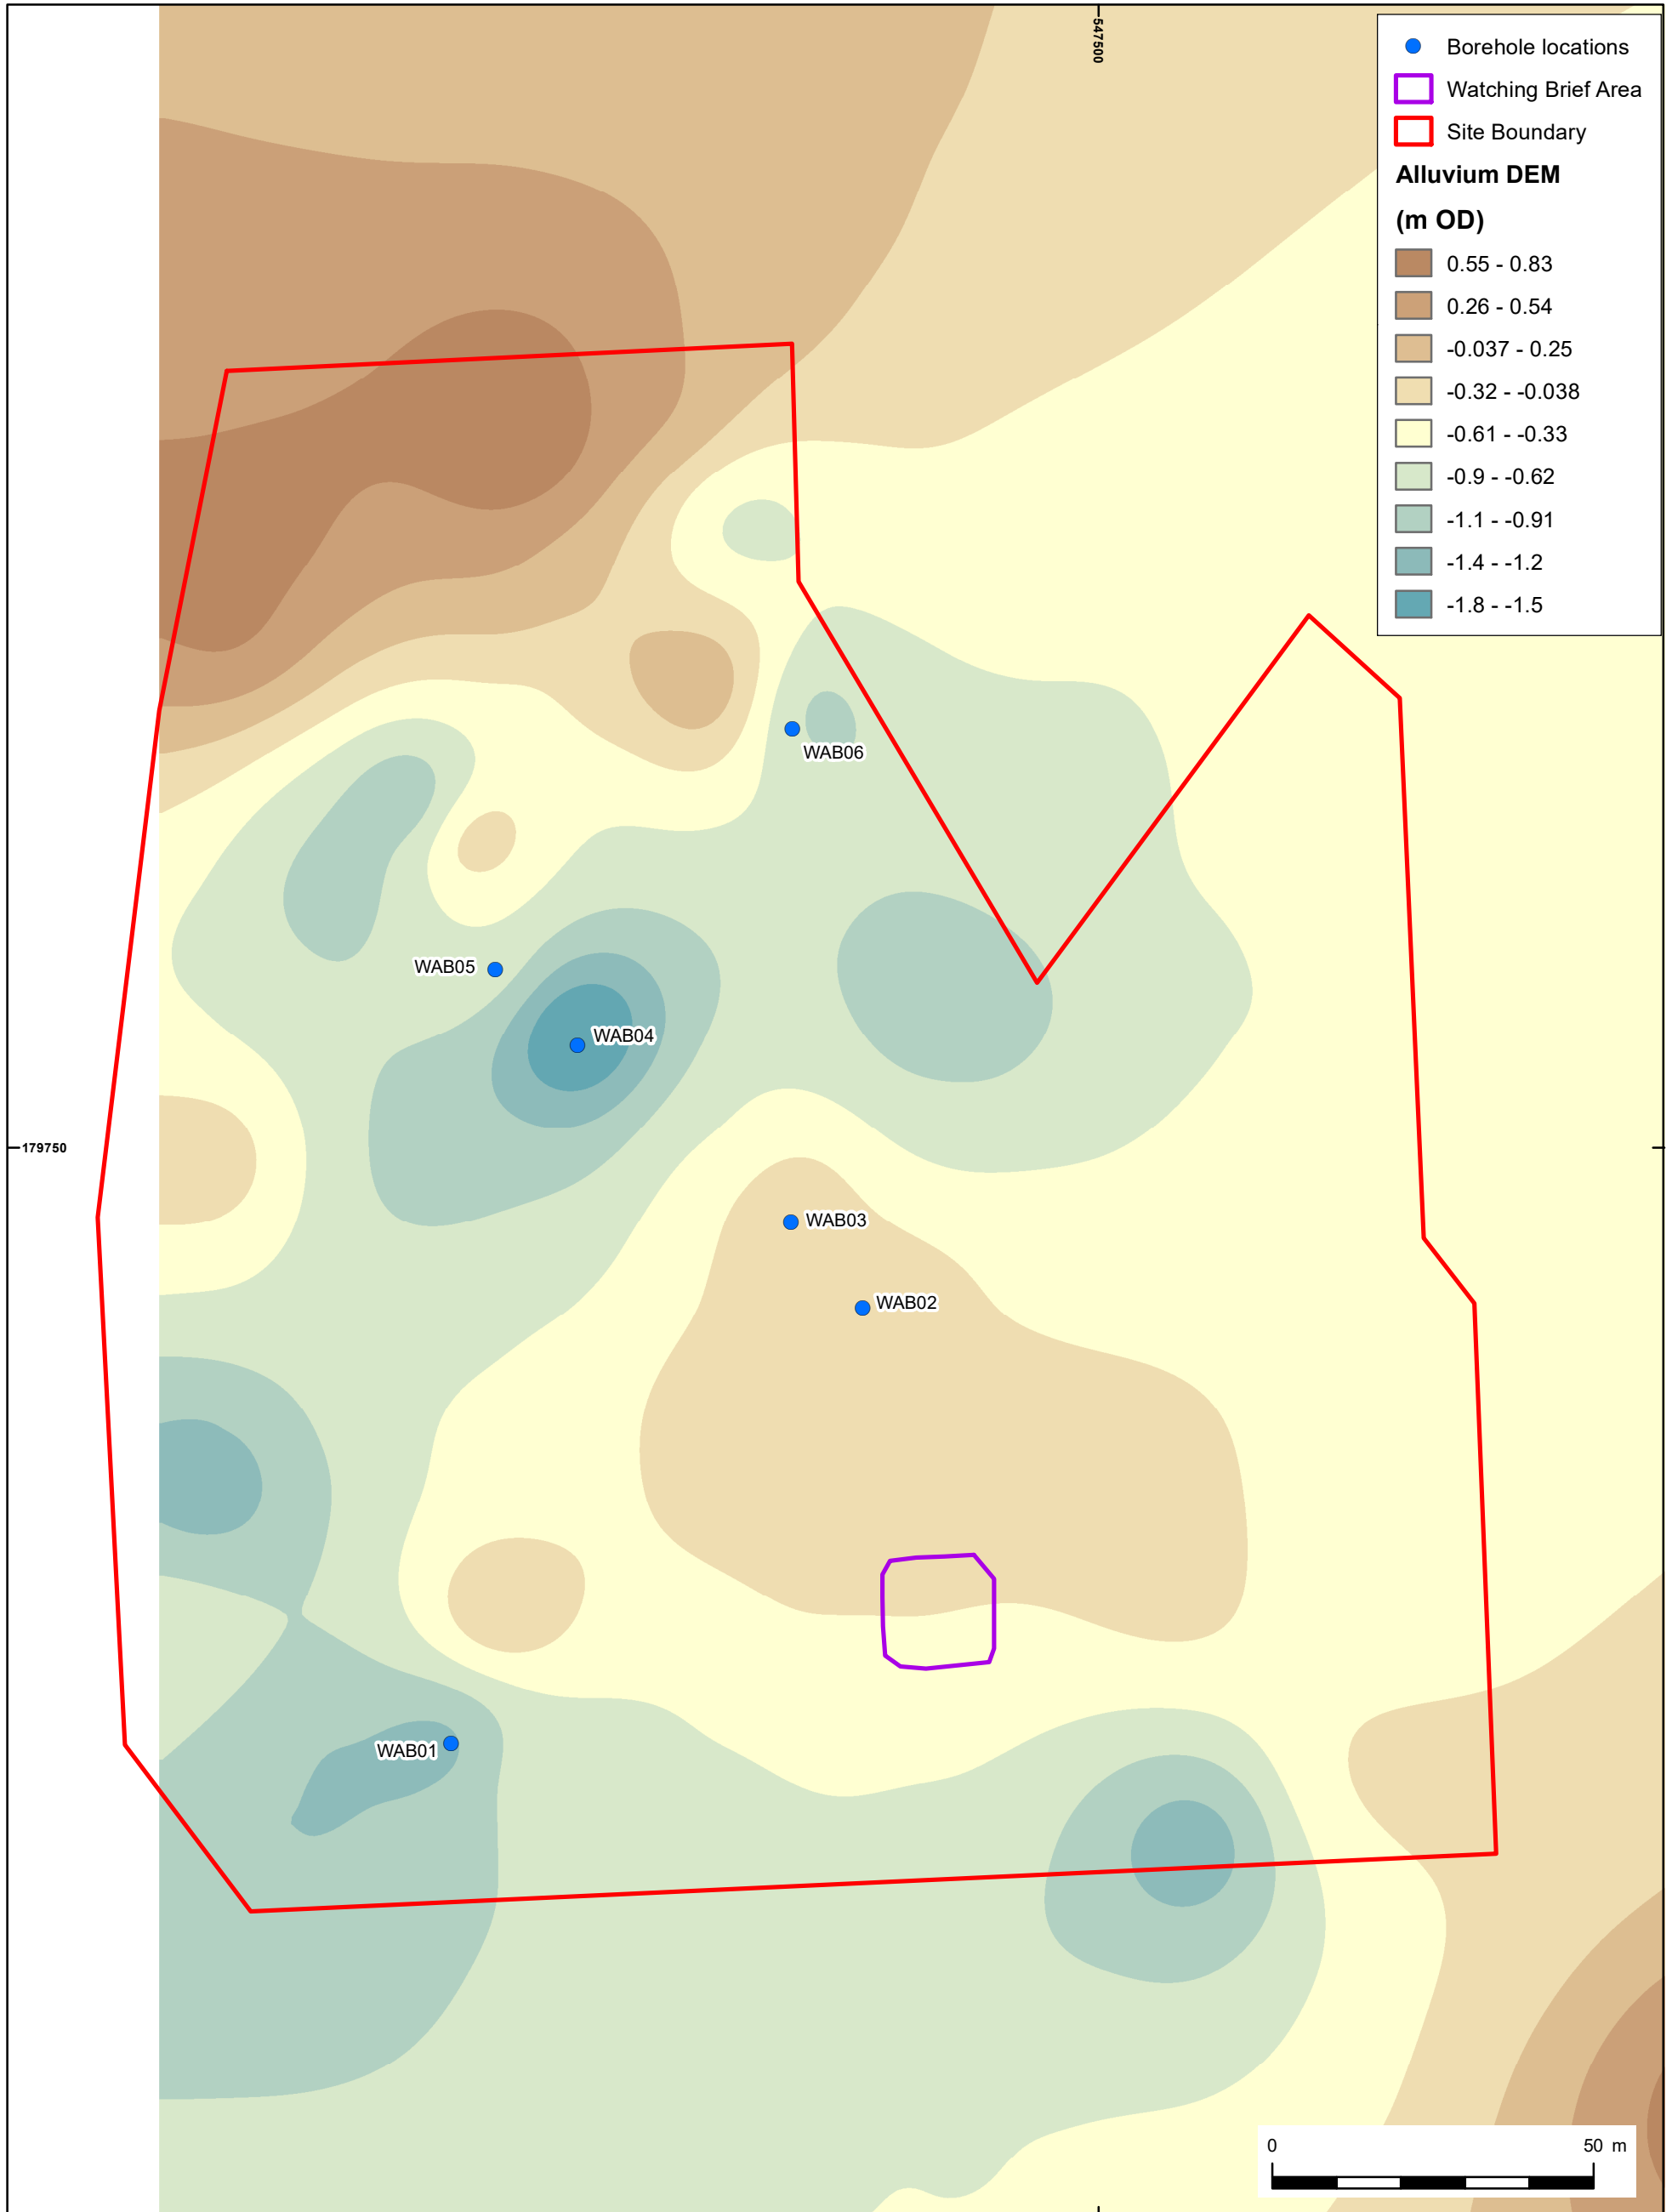 547500
Borehole locations
Watching Brief Area
Site Boundary
Alluvium DEM
(m OD)
0.55 - 0.83
0.26 - 0.54
-0.037 - 0.25
-0.32 - -0.038
-0.61 - -0.33
-0.9 - -0.62
-1.1 - -0.91
-1.4 - -1.2
-1.8 - -1.5
WAB06
WAB05
WAB04
179750
WAB03
WAB02
WAB01
0 50 m